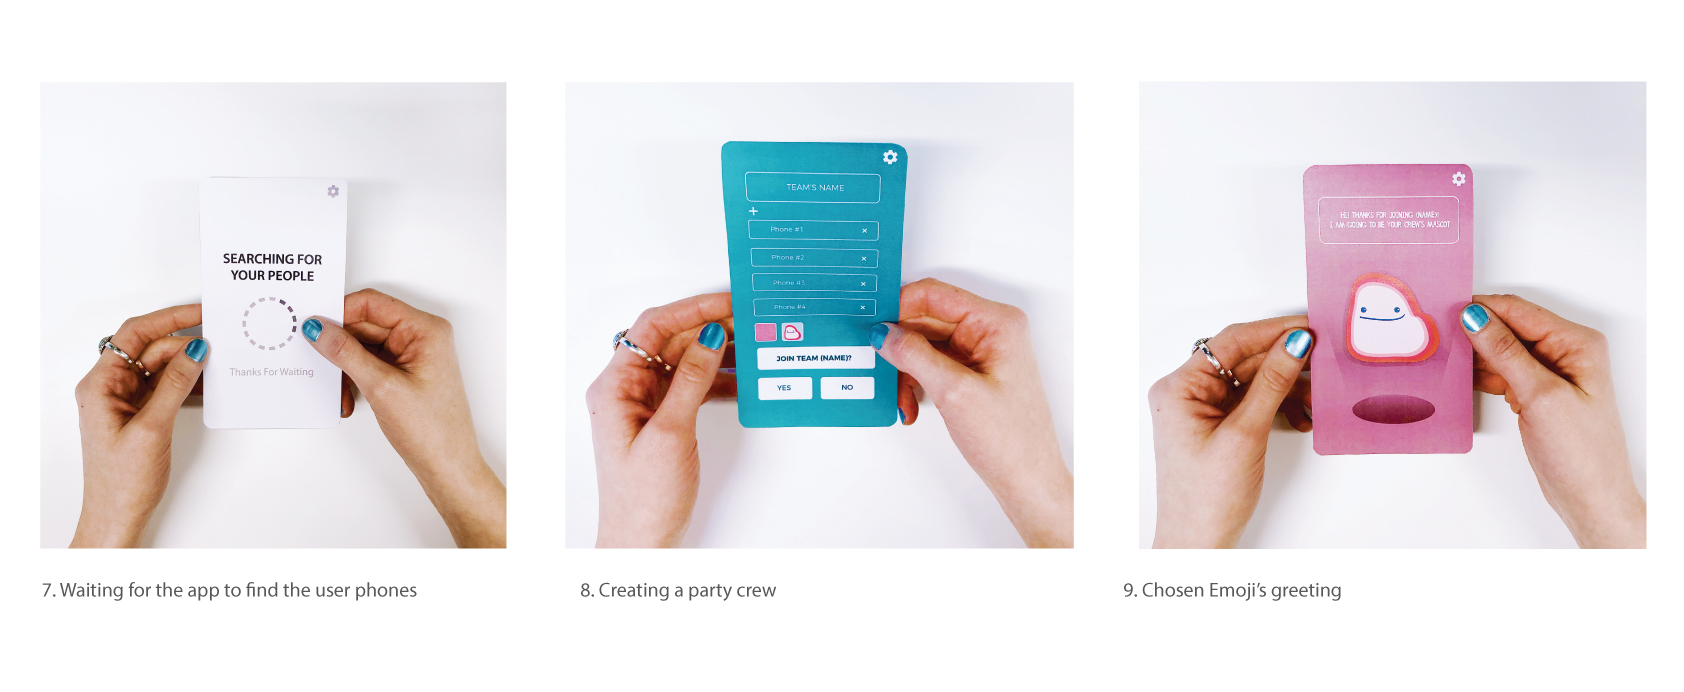 SEARCHING FOR
YOUR PEOPLE
Thanks For Waiting
TEAM'S NAME
+
Phone #1 ×
Phone #2 ×
Phone #3 ×
Phone #4 ×
JOIN TEAM (NAME)?
YES NO
HEI THANKS FOR JOINING (NAME)!
I AM GOING TO BE YOUR CREW'S MASCOT
7. Waiting for the app to find the user phones
8. Creating a party crew
9. Chosen Emoji's greeting